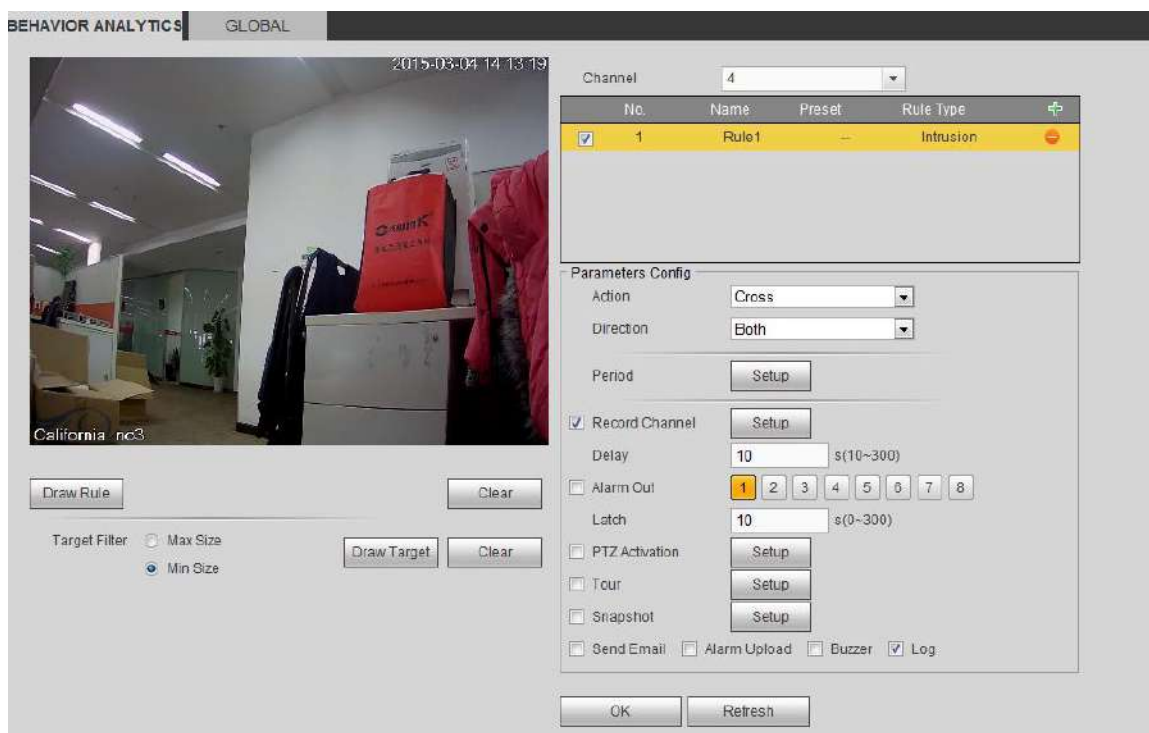 BEHAVIOR ANALYTICS GLOBAL
2015-03-04 14 13 19
California no3
Draw Rule Clear
Target Filter Max Size
Min Size
Draw Target Clear
Channel 4
No. Name Preset Rule Type
1 Rule1 -- Intrusion
Parameters Config
Action Cross
Direction Both
Period Setup
Record Channel Setup
Delay 10 s(10~300)
Alarm Out 1 2 3 4 5 6 7 8
Latch 10 s(0~300)
PTZ Activation Setup
Tour Setup
Snapshot Setup
Send Email Alarm Upload Buzzer Log
OK Refresh